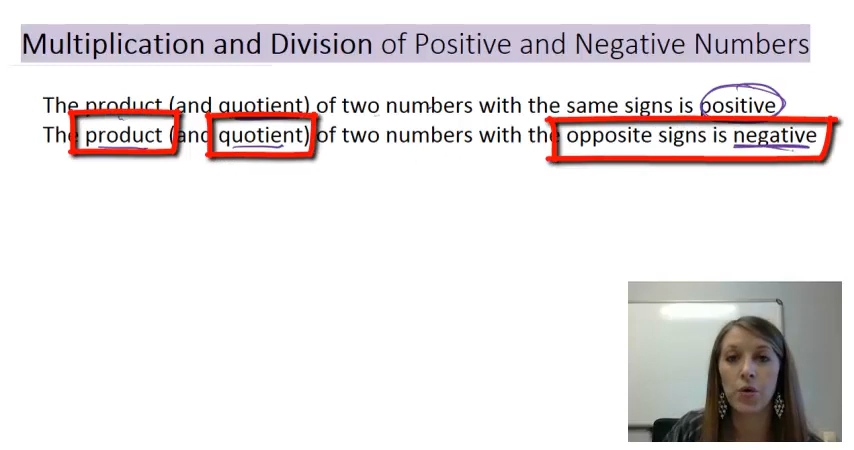 Multiplication and Division of Positive and Negative Numbers
The product (and quotient) of two numbers with the same signs is positive
The product (and quotient) of two numbers with the opposite signs is negative